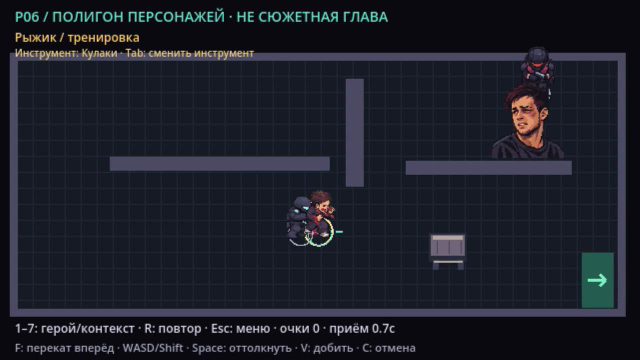 P06 / ПОЛИГОН ПЕРСОНАЖЕЙ · НЕ СЮЖЕТНАЯ ГЛАВА
Рыжик / тренировка
Инструмент: Кулаки · Tab: сменить инструмент
1–7: герой/контекст · R: повтор · Esc: меню · очки 0 · приём 0.7с
F: перекат вперёд · WASD/Shift · Space: оттолкнуть · V: добить · C: отмена